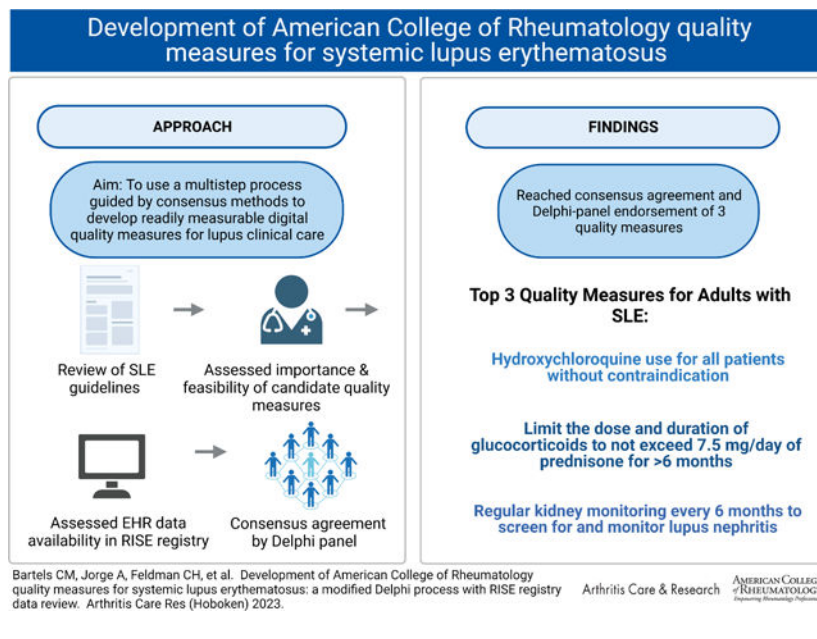 Development of American College of Rheumatology quality
measures for systemic lupus erythematosus
APPROACH
Aim: To use a multistep process
guided by consensus methods to
develop readily measurable digital
quality measures for lupus clinical care
Review of SLE
guidelines
Assessed importance &
feasibility of candidate quality
measures
Assessed EHR data
availability in RISE registry
Consensus agreement
by Delphi panel
FINDINGS
Reached consensus agreement and
Delphi-panel endorsement of 3
quality measures
Top 3 Quality Measures for Adults with
SLE:
Hydroxychloroquine use for all patients
without contraindication
Limit the dose and duration of
glucocorticoids to not exceed 7.5 mg/day of
prednisone for >6 months
Regular kidney monitoring every 6 months to
screen for and monitor lupus nephritis
Bartels CM, Jorge A, Feldman CH, et al. Development of American College of Rheumatology
quality measures for systemic lupus erythematosus: a modified Delphi process with RISE registry
data review. Arthritis Care Res (Hoboken) 2023.
Arthritis Care & Research
AMERICAN COLLEG
of RHEUMATOLOG
Empowering Rheumatology Professional